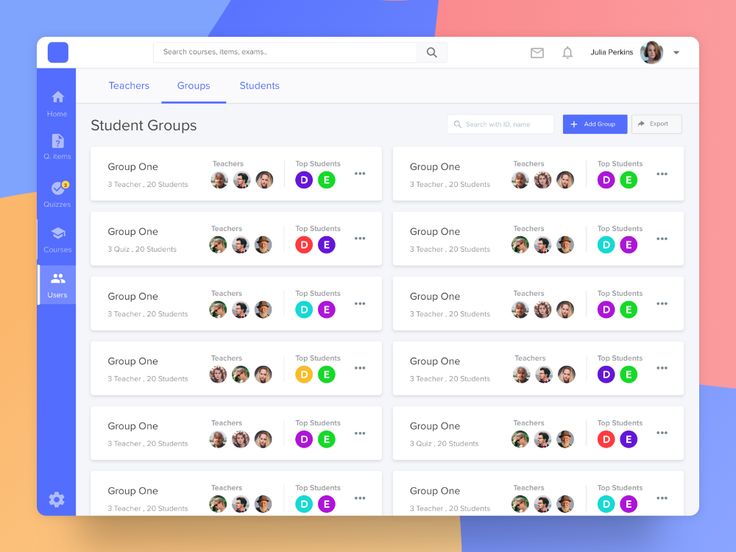 Search courses, items, exams..
Julia Perkins
Teachers Groups Students
Home
Q. items
3
Quizzes
Courses
Users
Student Groups
Search with ID, name
+ Add Group
Export
Group One
3 Teacher , 20 Students
Teachers
Top Students
D E
Group One
3 Teacher , 20 Students
Teachers
Top Students
D E
Group One
3 Quiz , 20 Students
Teachers
Top Students
D E
Group One
3 Teacher , 20 Students
Teachers
Top Students
D E
Group One
3 Teacher , 20 Students
Teachers
Top Students
D E
Group One
3 Teacher , 20 Students
Teachers
Top Students
D E
Group One
3 Teacher , 20 Students
Teachers
Top Students
D E
Group One
3 Teacher , 20 Students
Teachers
Top Students
D E
Group One
3 Teacher , 20 Students
Teachers
Top Students
D E
Group One
3 Quiz , 20 Students
Teachers
Top Students
D E
Group One
3 Teacher , 20 Students
Teachers
Top Students
D E
Group One
3 Teacher , 20 Students
Teachers
Top Students
D E